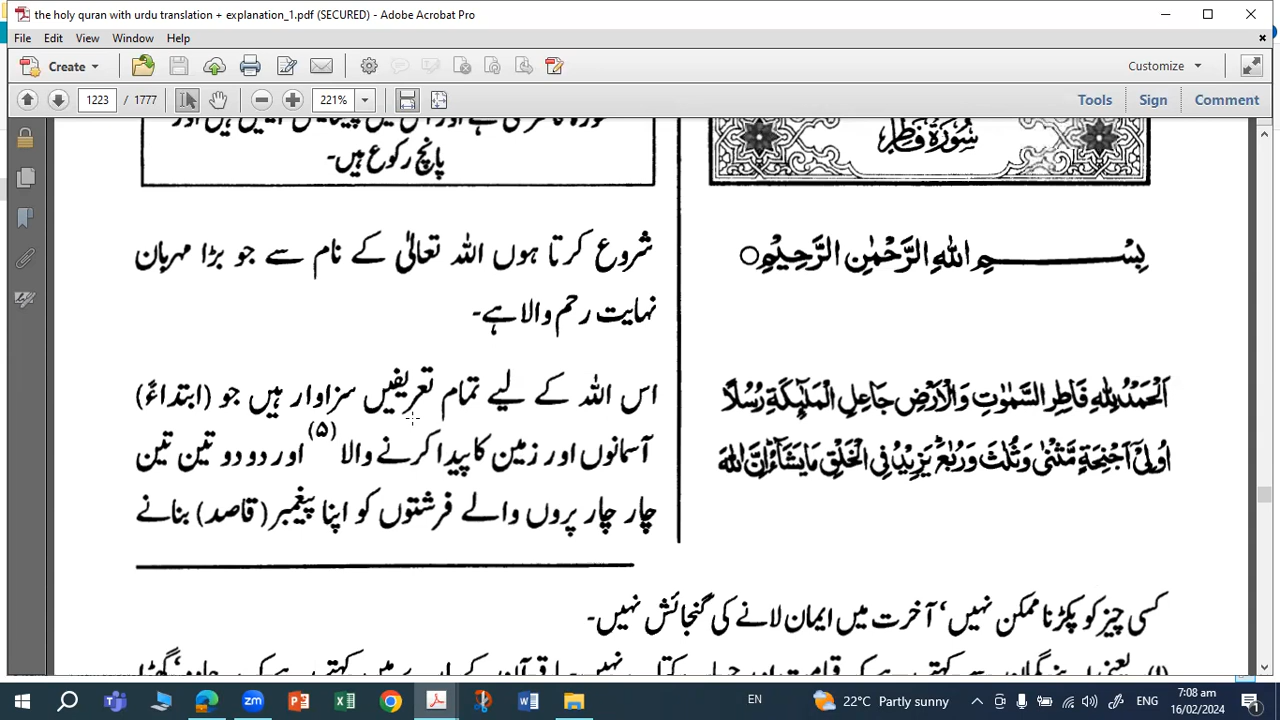 the holy quran with urdu translation + explanation_1.pdf (SECURED) - Adobe Acrobat Pro
File Edit View Window Help
Create Customize
1223 / 1777 221% Tools Sign Comment
سُوْرَةُ فَاطِرٍ
پانچ رکوع ہیں۔
بِسْـــــــــمِ اللّٰهِ الرَّحْمٰنِ الرَّحِيْمِ ○
شروع کرتا ہوں اللہ تعالیٰ کے نام سے جو بڑا مہربان
نہایت رحم والا ہے۔
اَلْحَمْدُ لِلّٰهِ فَاطِرِ السَّمٰوٰتِ وَالْاَرْضِ جَاعِلِ الْمَلٰٓئِكَةِ رُسُلًا
اُولِيْٓ اَجْنِحَةٍ مَّثْنٰى وَثُلٰثَ وَرُبٰعَ ۭ يَزِيْدُ فِي الْخَلْقِ مَا يَشَاۗءُ ۭ اِنَّ اللّٰهَ
اس اللہ کے لیے تمام تعریفیں سزاوار ہیں جو (ابتداءً)
آسمانوں اور زمین کا پیدا کرنے والا (۵) اور دو دو تین تین
چار چار پروں والے فرشتوں کو اپنا پیغمبر (قاصد) بنانے
کسی چیز کو پکڑنا ممکن نہیں، آخرت میں ایمان لانے کی گنجائش نہیں۔
EN 22°C Partly sunny ENG 7:08 am
16/02/2024